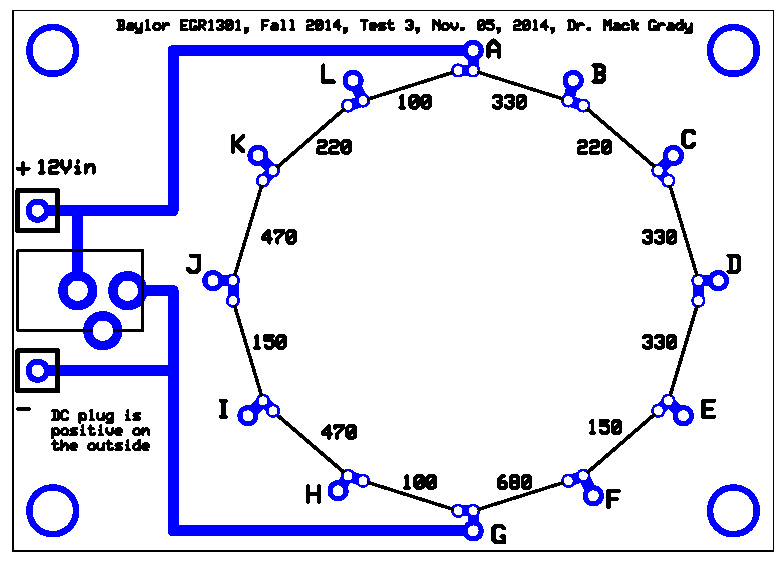 Baylor EGR1301, Fall 2014, Test 3, Nov. 05, 2014, Dr. Mack Grady
A
L
B
100
330
K
220
220
C
+ 12Vin
470
330
J
D
150
330
I
E
DC plug is
positive on
the outside
-
470
150
H
100
680
F
G